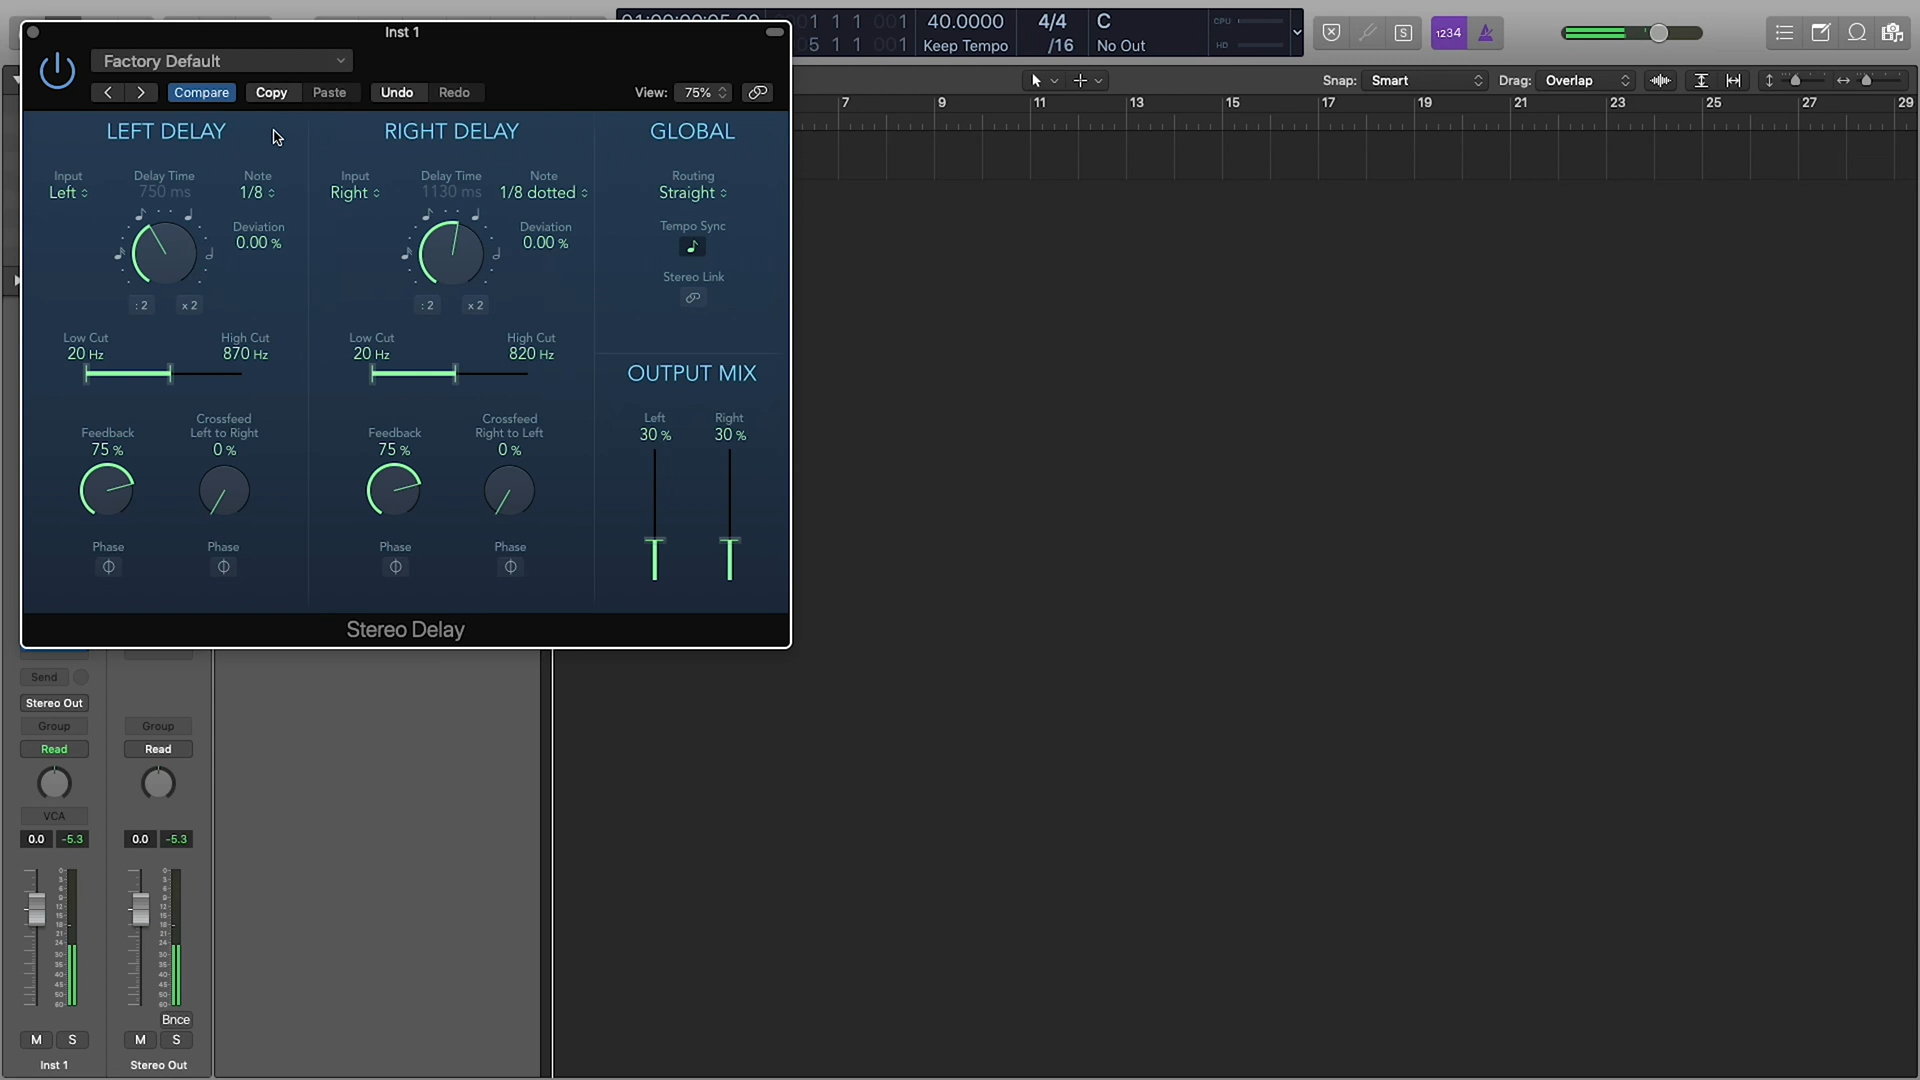 Inst 1
40.0000
4/4
C
Keep Tempo
/16
No Out
CPU
HD
S
1234
Factory Default
Compare
Copy
Paste
Undo
Redo
View:
75%
Snap:
Smart
Drag:
Overlap
7 9 11 13 15 17 19 21 23 25 27 29
LEFT DELAY
RIGHT DELAY
GLOBAL
Input
Delay Time
Note
Input
Delay Time
Note
Routing
Left
750 ms
1/8
Right
1130 ms
1/8 dotted
Straight
Deviation
0.00 %
Deviation
0.00 %
Tempo Sync
Stereo Link
: 2
x 2
: 2
x 2
Low Cut
High Cut
Low Cut
High Cut
20 Hz
870 Hz
20 Hz
820 Hz
OUTPUT MIX
Feedback
75 %
Crossfeed
Left to Right
0 %
Feedback
75 %
Crossfeed
Right to Left
0 %
Left
Right
30 %
30 %
Phase
Phase
Phase
Phase
Stereo Delay
Send
Stereo Out
Group
Group
Read
Read
VCA
0.0
-5.3
0.0
-5.3
Bnce
M
S
M
S
Inst 1
Stereo Out